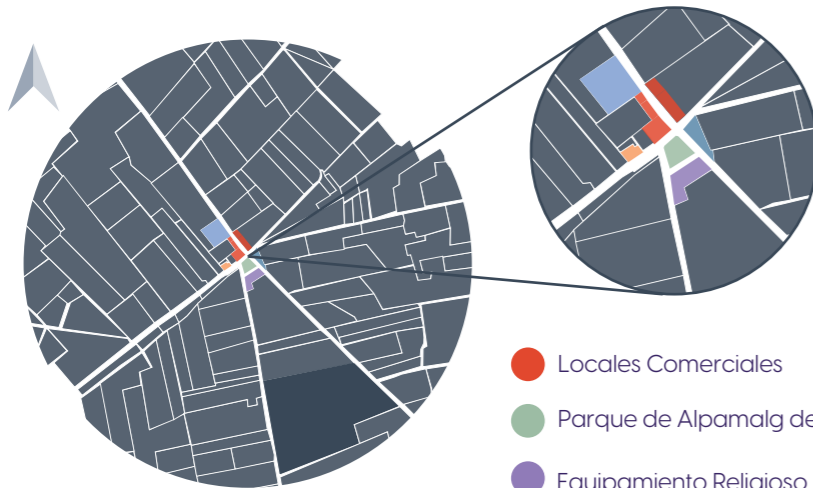 Locales Comerciales
Parque de Alpamalg de
Equipamiento Religioso